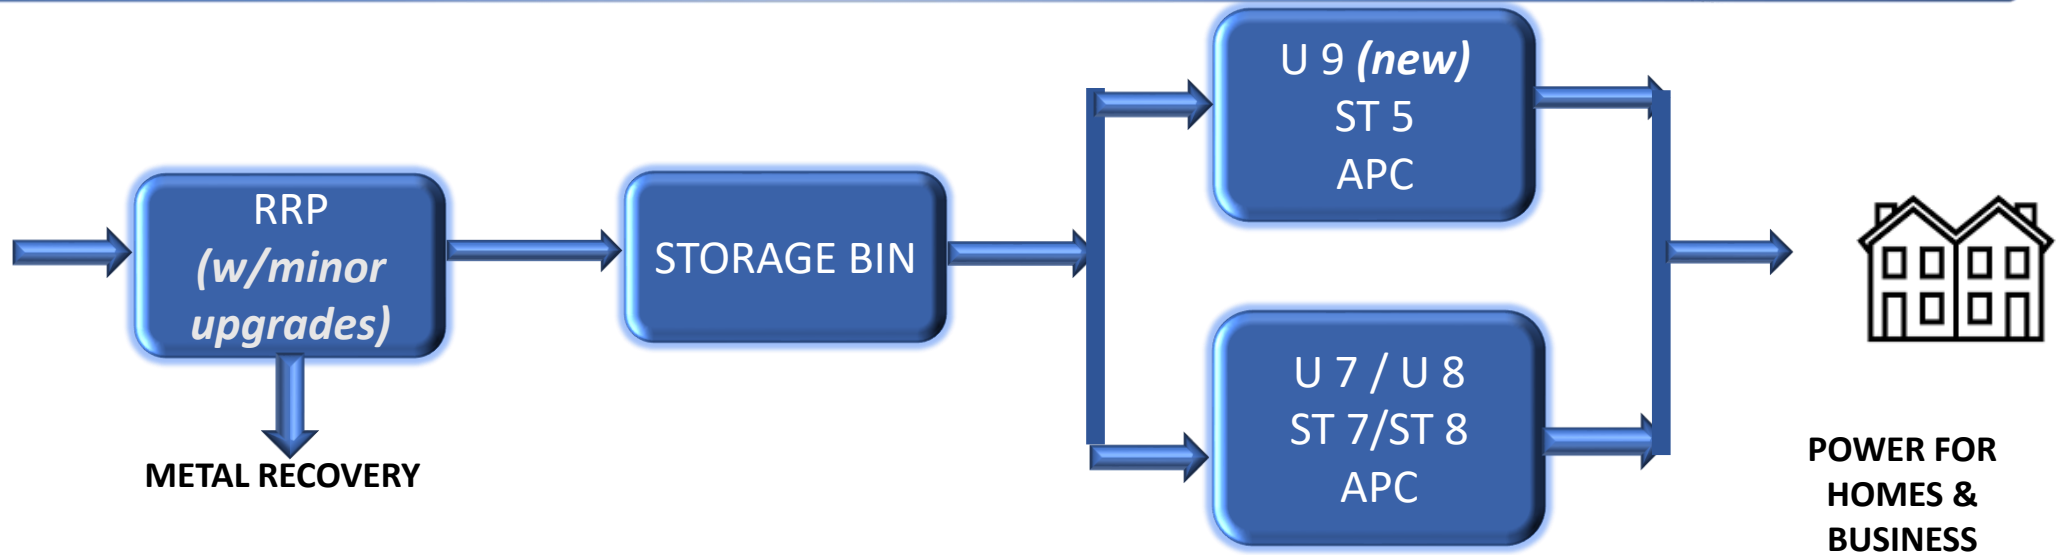 RRP
(w/minor
upgrades)
METAL RECOVERY
STORAGE BIN
U 9 (new)
ST 5
APC
U 7 / U 8
ST 7/ST 8
APC
POWER FOR
HOMES &
BUSINESS